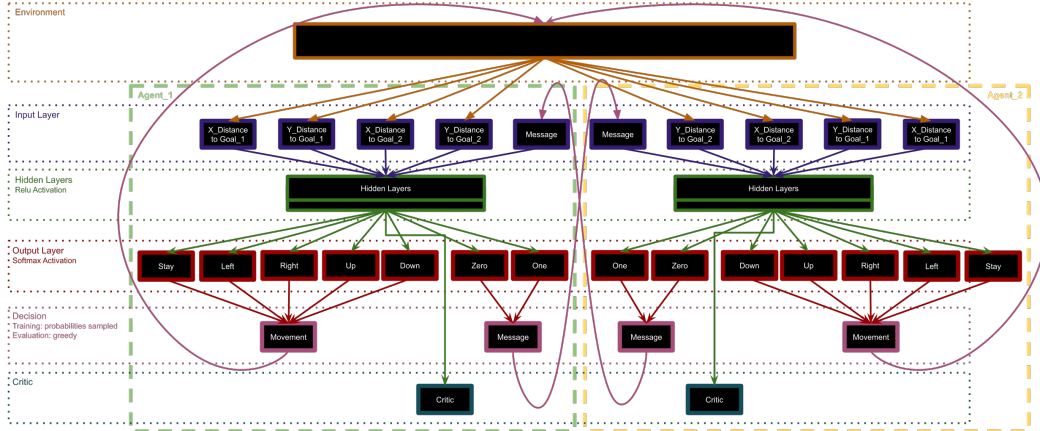 Environment
Agent_1
Agent_2
Input Layer
X_Distance
to Goal_1
Y_Distance
to Goal_1
X_Distance
to Goal_2
Y_Distance
to Goal_2
Message
Message
Y_Distance
to Goal_2
X_Distance
to Goal_2
Y_Distance
to Goal_1
X_Distance
to Goal_1
Hidden Layers
Relu Activation
Hidden Layers
Hidden Layers
Output Layer
Softmax Activation
Stay
Left
Right
Up
Down
Zero
One
One
Zero
Down
Up
Right
Left
Stay
Decision
Training: probabilities sampled
Evaluation: greedy
Movement
Message
Message
Movement
Critic
Critic
Critic